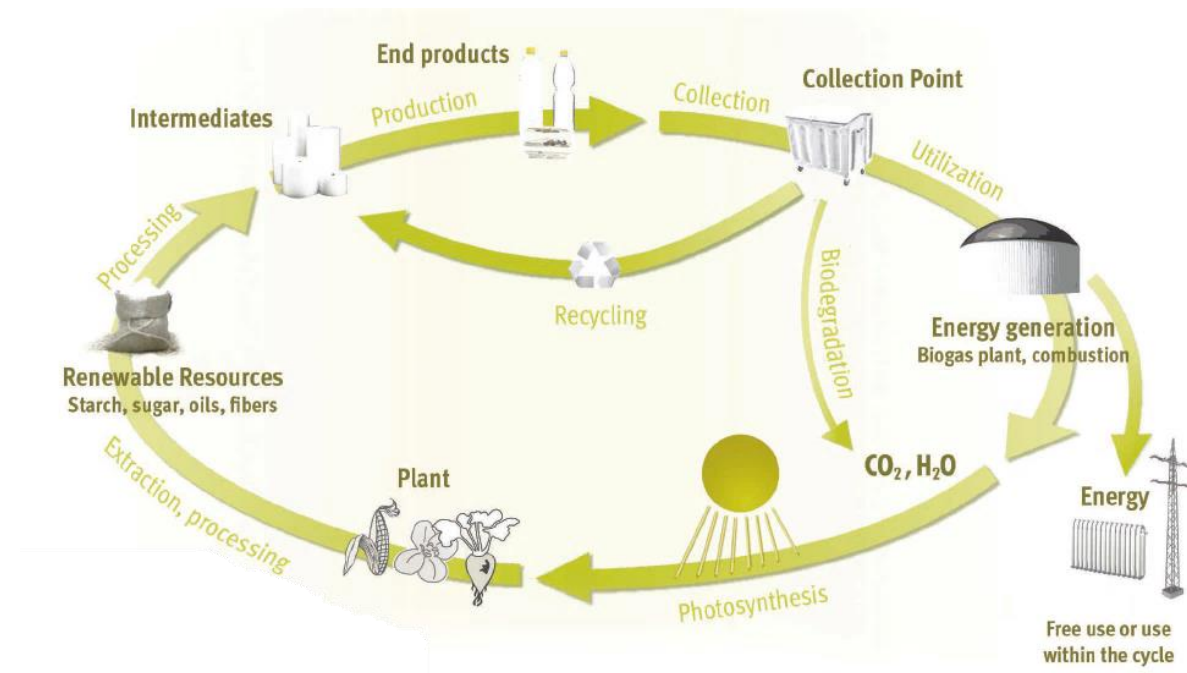 End products
Collection Point
Production
Collection
Intermediates
Utilization
Processing
Recycling
Biodegradation
Energy generation
Biogas plant, combustion
Renewable Resources
Starch, sugar, oils, fibers
Extraction, processing
Plant
CO₂, H₂O
Energy
Photosynthesis
Free use or use
within the cycle